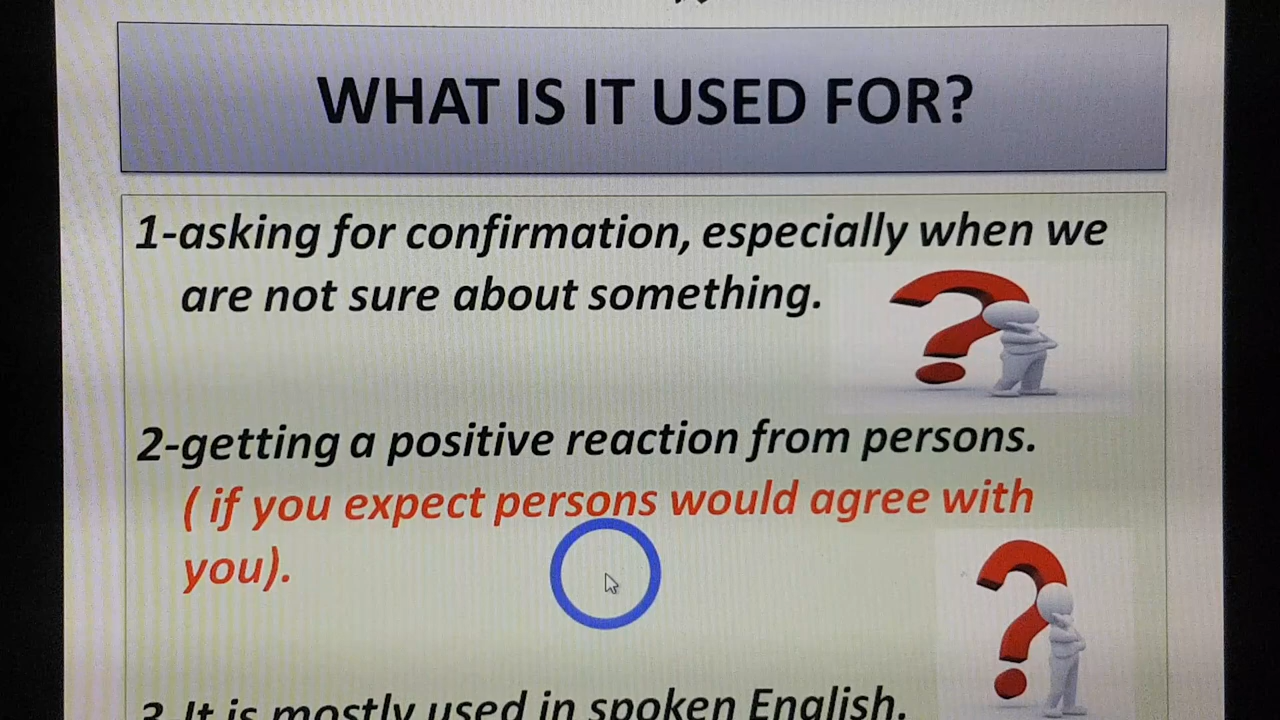 WHAT IS IT USED FOR?
1-asking for confirmation, especially when we
are not sure about something.
2-getting a positive reaction from persons.
( if you expect persons would agree with
you).
3-It is mostly used in spoken English.